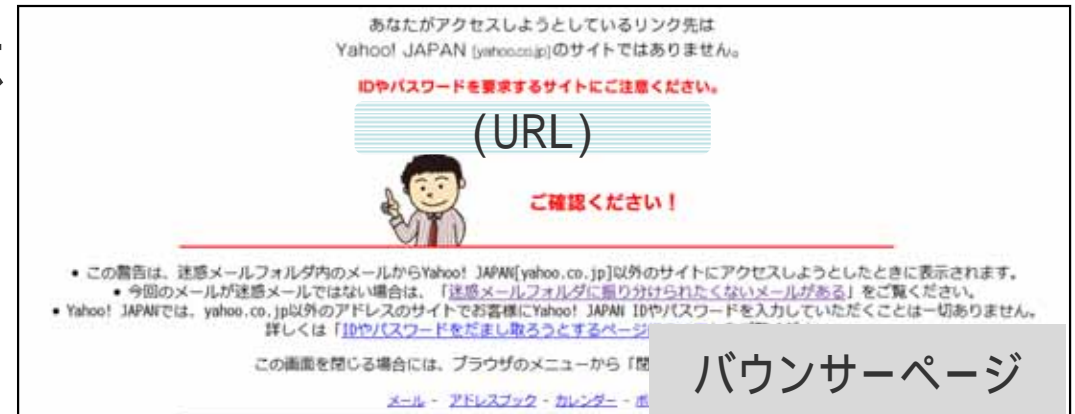 あなたがアクセスしようとしているリンク先は
Yahoo! JAPAN [yahoo.co.jp]のサイトではありません。
IDやパスワードを要求するサイトにご注意ください。
(URL)
ご確認ください！
• この警告は、迷惑メールフォルダ内のメールからYahoo! JAPAN[yahoo.co.jp]以外のサイトにアクセスしようとしたときに表示されます。
• 今回のメールが迷惑メールではない場合は、「迷惑メールフォルダに振り分けられたくないメールがある」をご覧ください。
• Yahoo! JAPANでは、yahoo.co.jp以外のアドレスのサイトでお客様にYahoo! JAPAN IDやパスワードを入力していただくことは一切ありません。
詳しくは「IDやパスワードをだまし取ろうとするページ
この画面を閉じる場合には、ブラウザのメニューから「閉
バウンサーページ
メール - アドレスブック - カレンダー -